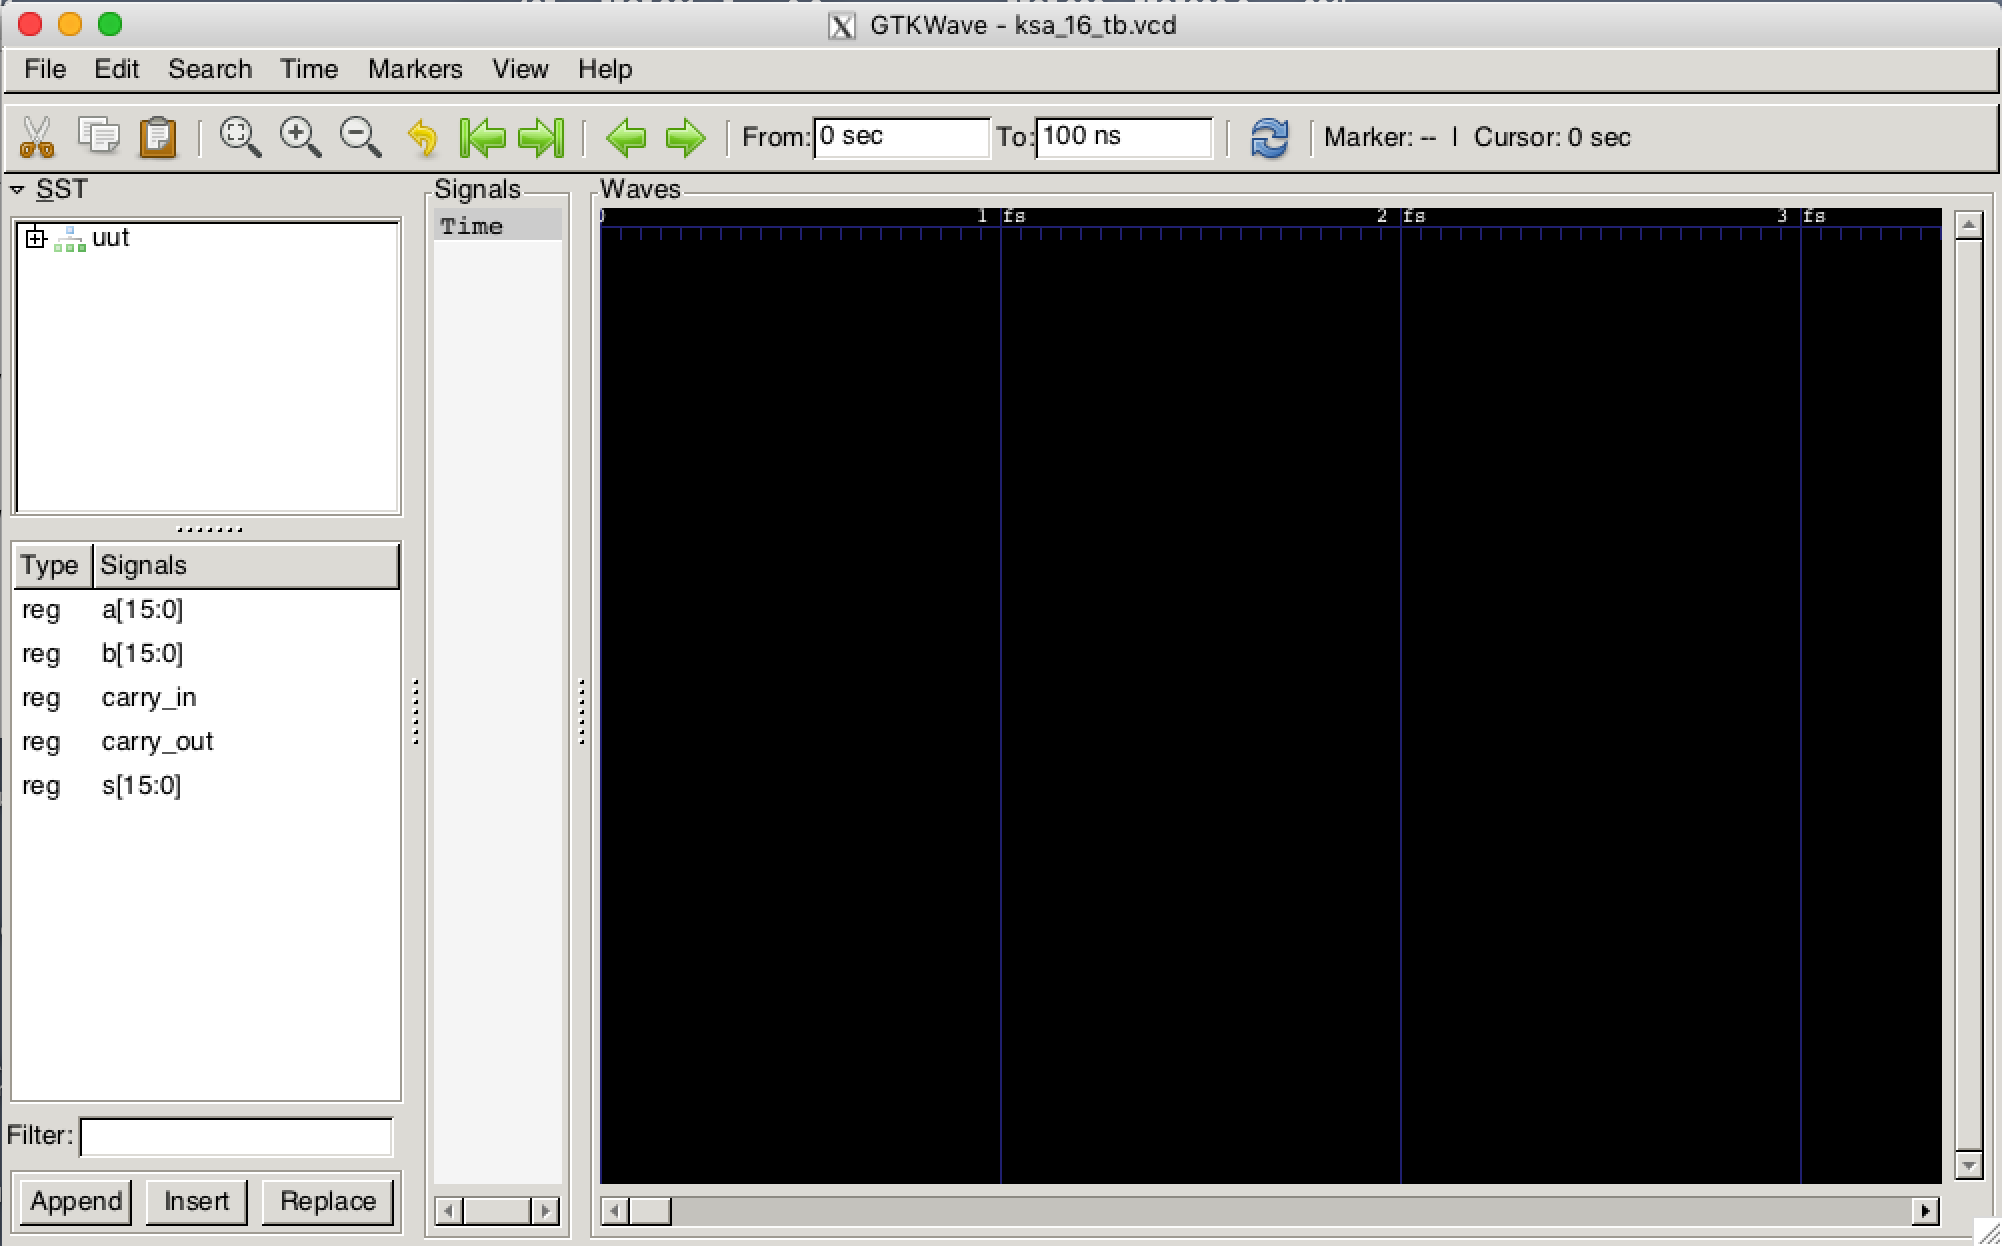 GTKWave - ksa_16_tb.vcd
File Edit Search Time Markers View Help
From: 0 sec To: 100 ns Marker: -- | Cursor: 0 sec
SST
uut
Type Signals
reg a[15:0]
reg b[15:0]
reg carry_in
reg carry_out
reg s[15:0]
Filter:
Append Insert Replace
Signals
Time
Waves
1 fs 2 fs 3 fs